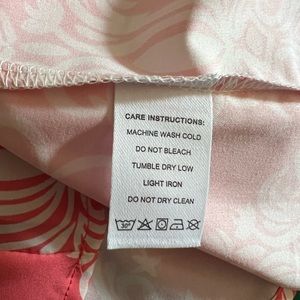 CARE INSTRUCTIONS:
MACHINE WASH COLD
DO NOT BLEACH
TUMBLE DRY LOW
LIGHT IRON
DO NOT DRY CLEAN